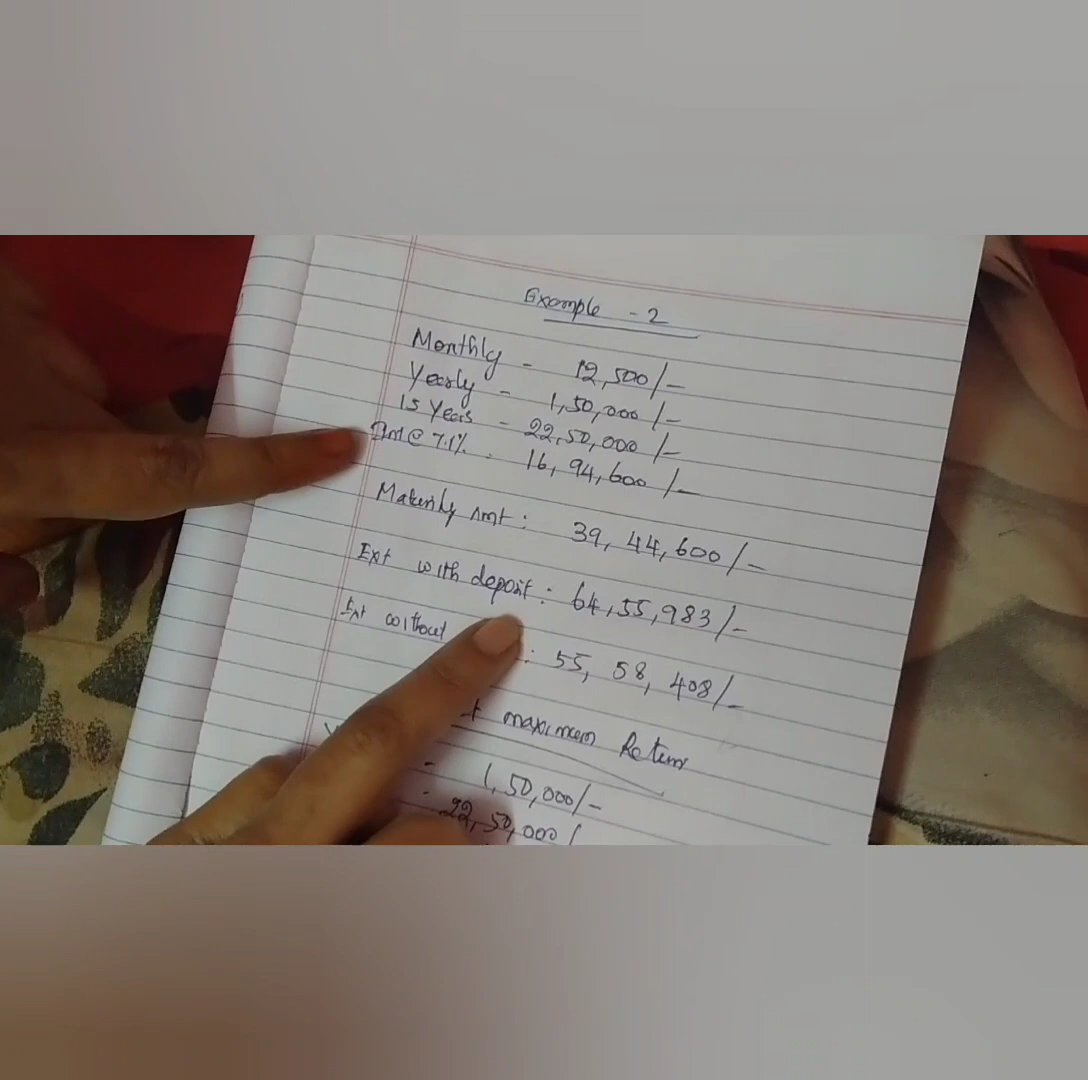 Example - 2
Monthly - 12,500/-
Yearly - 1,50,000/-
15 Years - 22,50,000/-
Int @ 7.1% - 16,94,600/-
Maturity Amt : 39,44,600/-
Ext with deposit : 64,55,983/-
Ext without : 55,58,408/-
maximum Return
- 1,50,000/-
- 22,50,000/